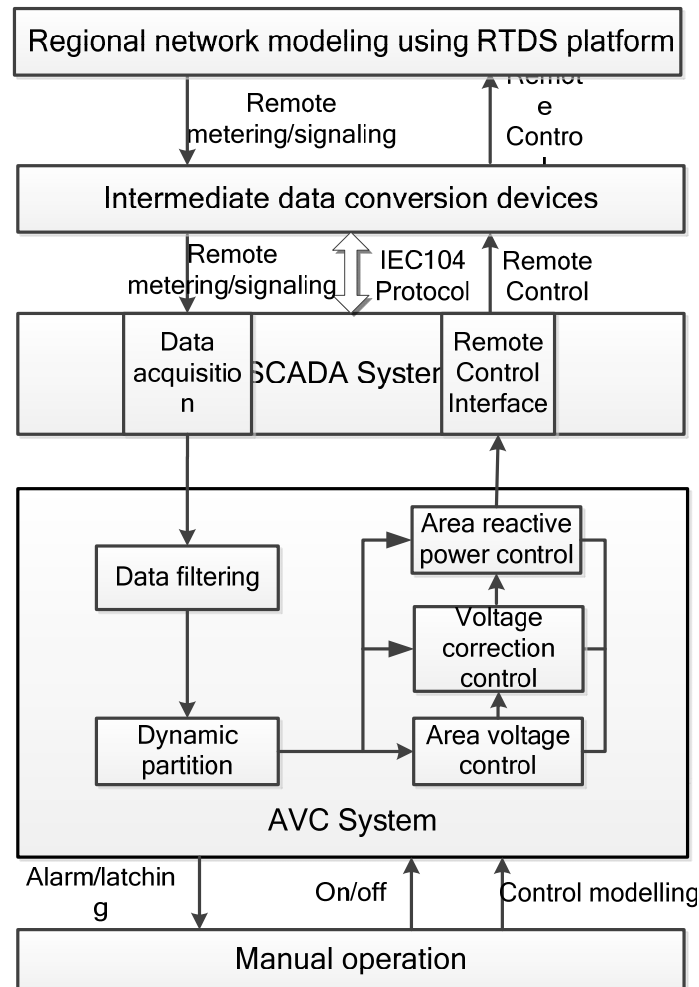 Regional network modeling using RTDS platform
Remote
metering/signaling
Remot
e
Contro
l
Intermediate data conversion devices
Remote
metering/signaling
IEC104
Protocol
Remote
Control
Data
acquisitio
n
SCADA System
Remote
Control
Interface
Area reactive
power control
Data filtering
Voltage
correction
control
Dynamic
partition
Area voltage
control
AVC System
Alarm/latchin
g
On/off
Control modelling
Manual operation